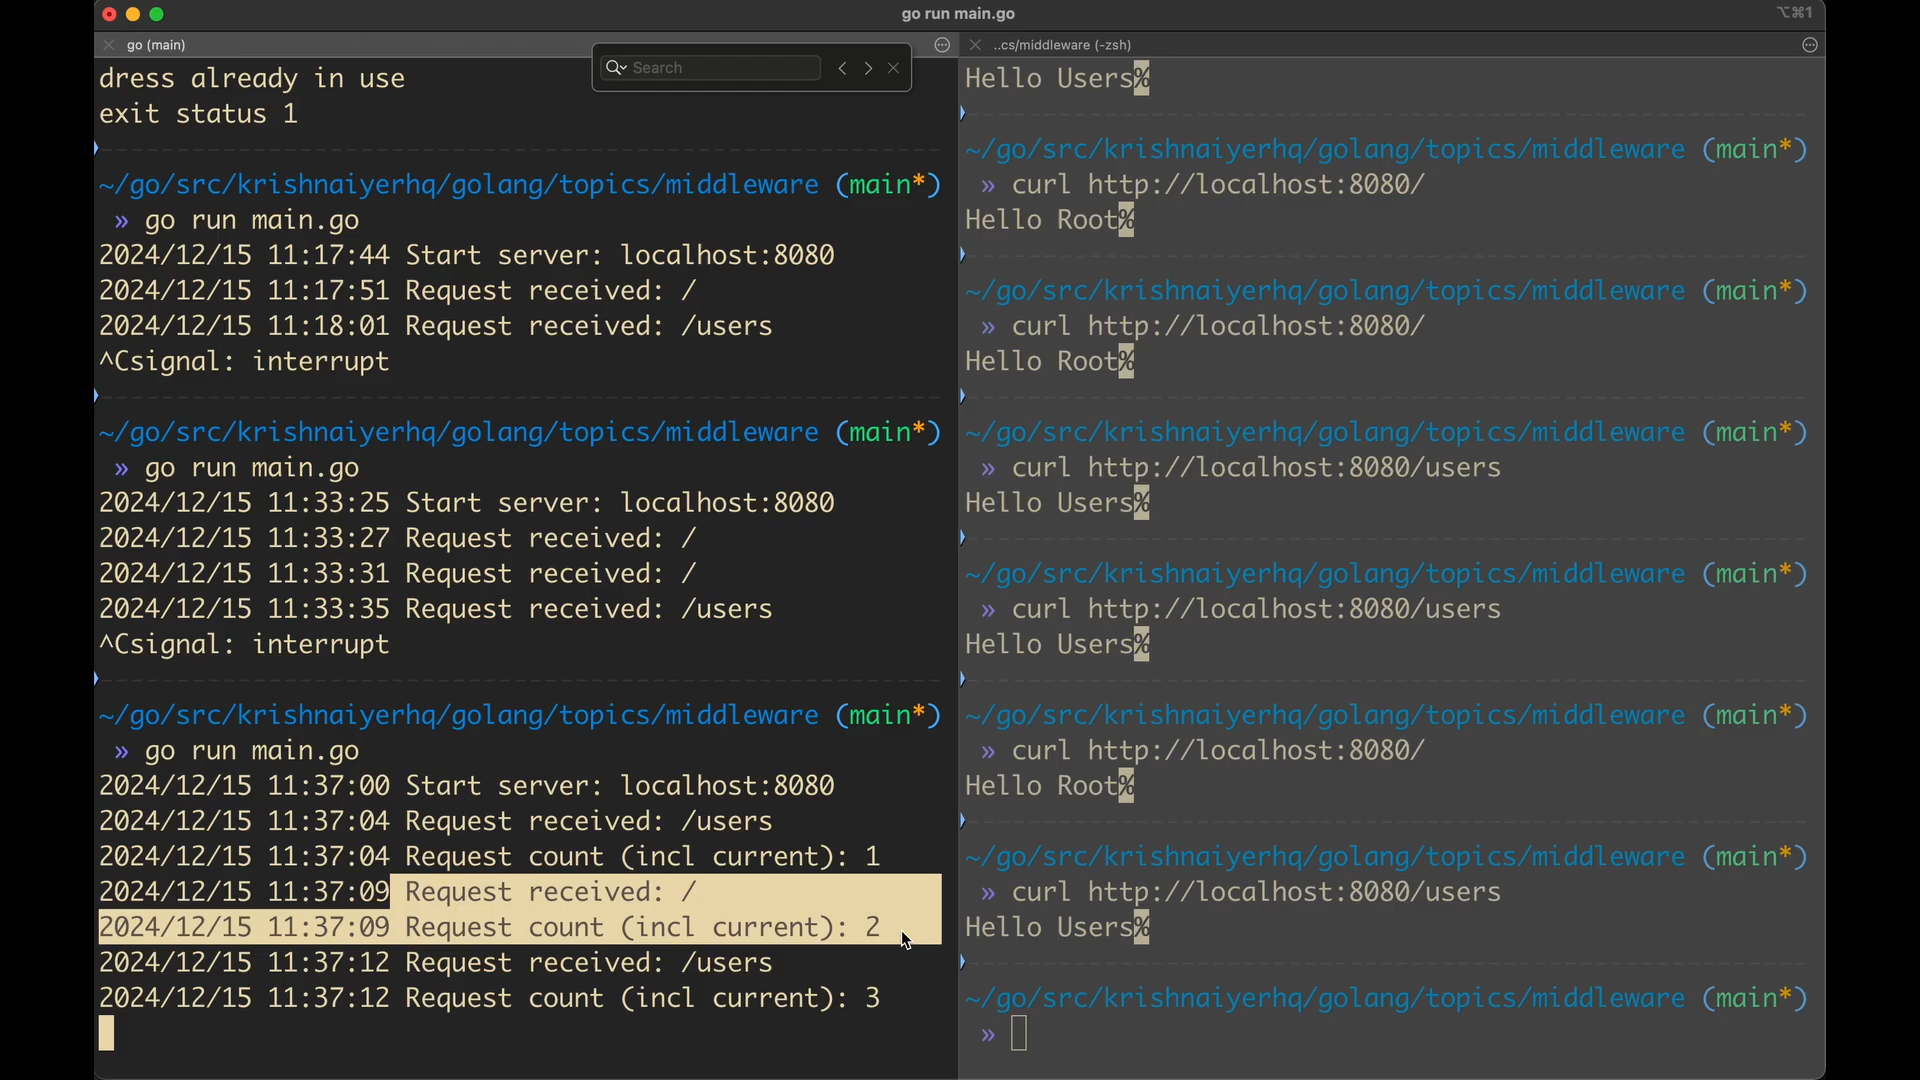 go run main.go
⌥⌘1
go (main)
Search
dress already in use
exit status 1
~/go/src/krishnaiyerhq/golang/topics/middleware (main*)
» go run main.go
2024/12/15 11:17:44 Start server: localhost:8080
2024/12/15 11:17:51 Request received: /
2024/12/15 11:18:01 Request received: /users
^Csignal: interrupt
~/go/src/krishnaiyerhq/golang/topics/middleware (main*)
» go run main.go
2024/12/15 11:33:25 Start server: localhost:8080
2024/12/15 11:33:27 Request received: /
2024/12/15 11:33:31 Request received: /
2024/12/15 11:33:35 Request received: /users
^Csignal: interrupt
~/go/src/krishnaiyerhq/golang/topics/middleware (main*)
» go run main.go
2024/12/15 11:37:00 Start server: localhost:8080
2024/12/15 11:37:04 Request received: /users
2024/12/15 11:37:04 Request count (incl current): 1
2024/12/15 11:37:09 Request received: /
2024/12/15 11:37:09 Request count (incl current): 2
2024/12/15 11:37:12 Request received: /users
2024/12/15 11:37:12 Request count (incl current): 3
..cs/middleware (-zsh)
Hello Users%
~/go/src/krishnaiyerhq/golang/topics/middleware (main*)
» curl http://localhost:8080/
Hello Root%
~/go/src/krishnaiyerhq/golang/topics/middleware (main*)
» curl http://localhost:8080/
Hello Root%
~/go/src/krishnaiyerhq/golang/topics/middleware (main*)
» curl http://localhost:8080/users
Hello Users%
~/go/src/krishnaiyerhq/golang/topics/middleware (main*)
» curl http://localhost:8080/users
Hello Users%
~/go/src/krishnaiyerhq/golang/topics/middleware (main*)
» curl http://localhost:8080/
Hello Root%
~/go/src/krishnaiyerhq/golang/topics/middleware (main*)
» curl http://localhost:8080/users
Hello Users%
~/go/src/krishnaiyerhq/golang/topics/middleware (main*)
»